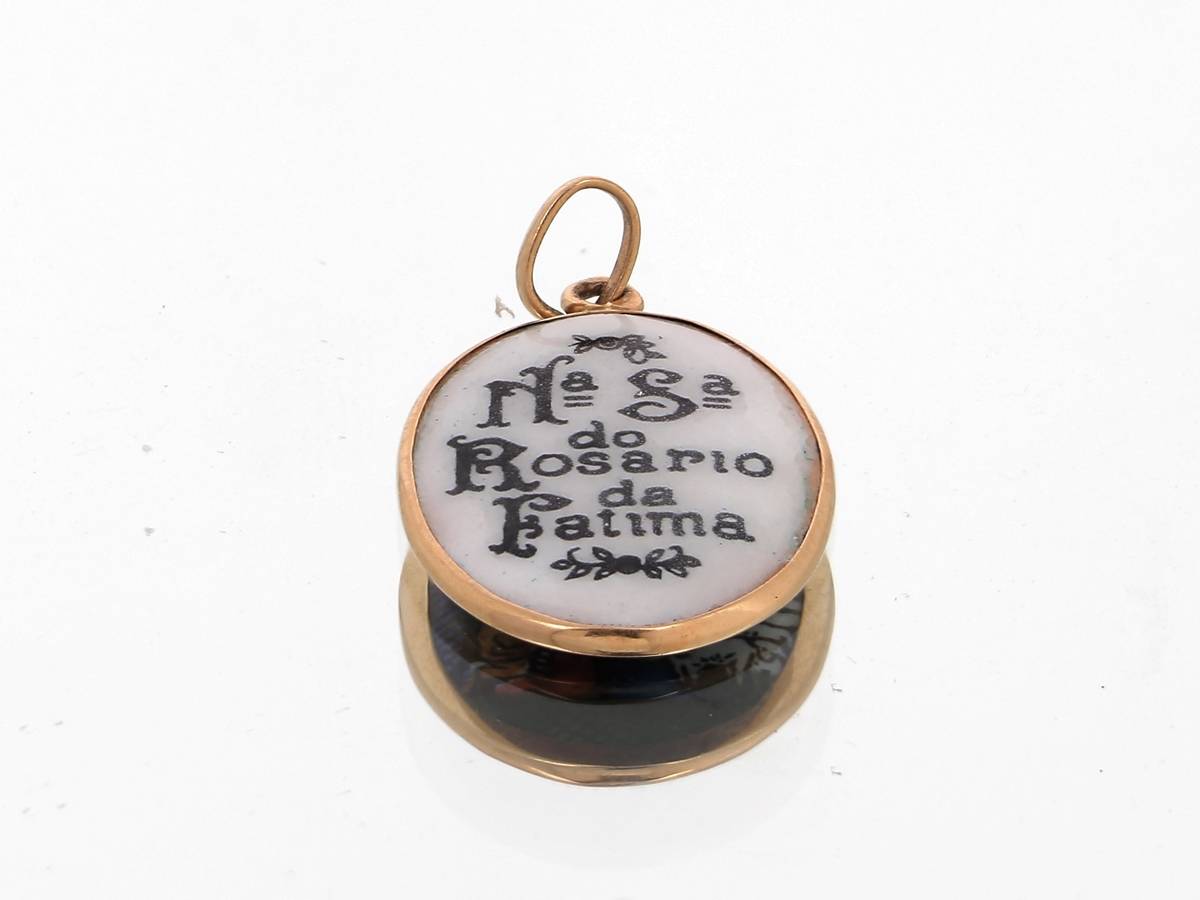 Nª Sª
do
Rosario
da
Fatima